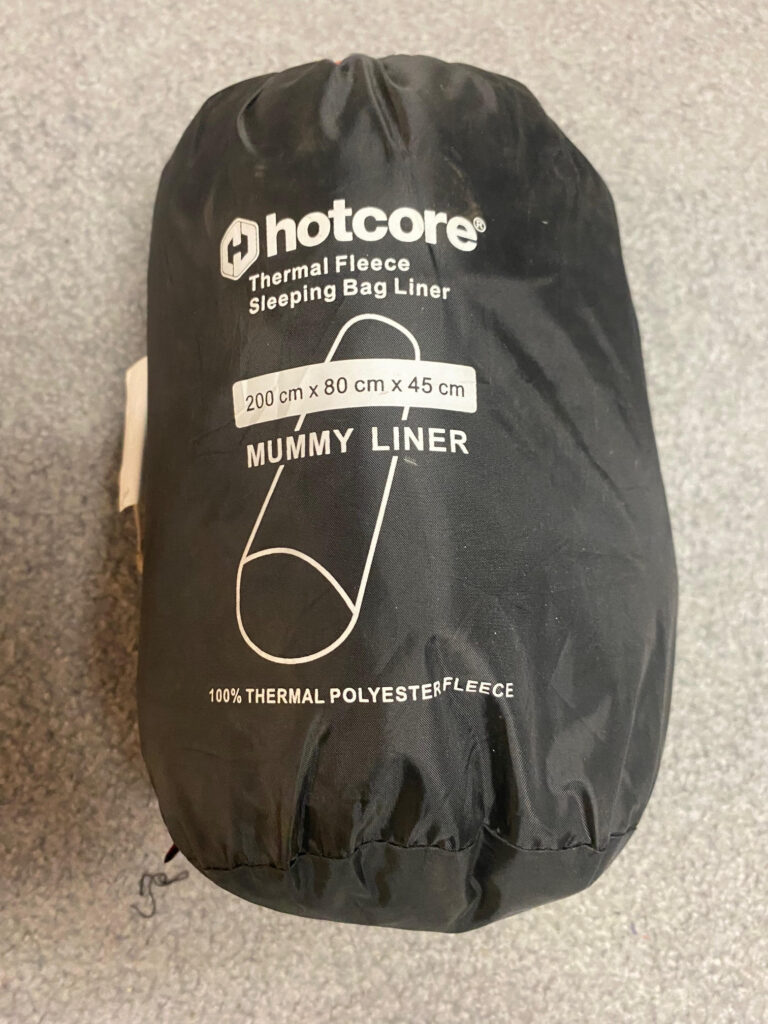 hotcore®
Thermal Fleece
Sleeping Bag Liner
200 cm x 80 cm x 45 cm
MUMMY LINER
100% THERMAL POLYESTER FLEECE